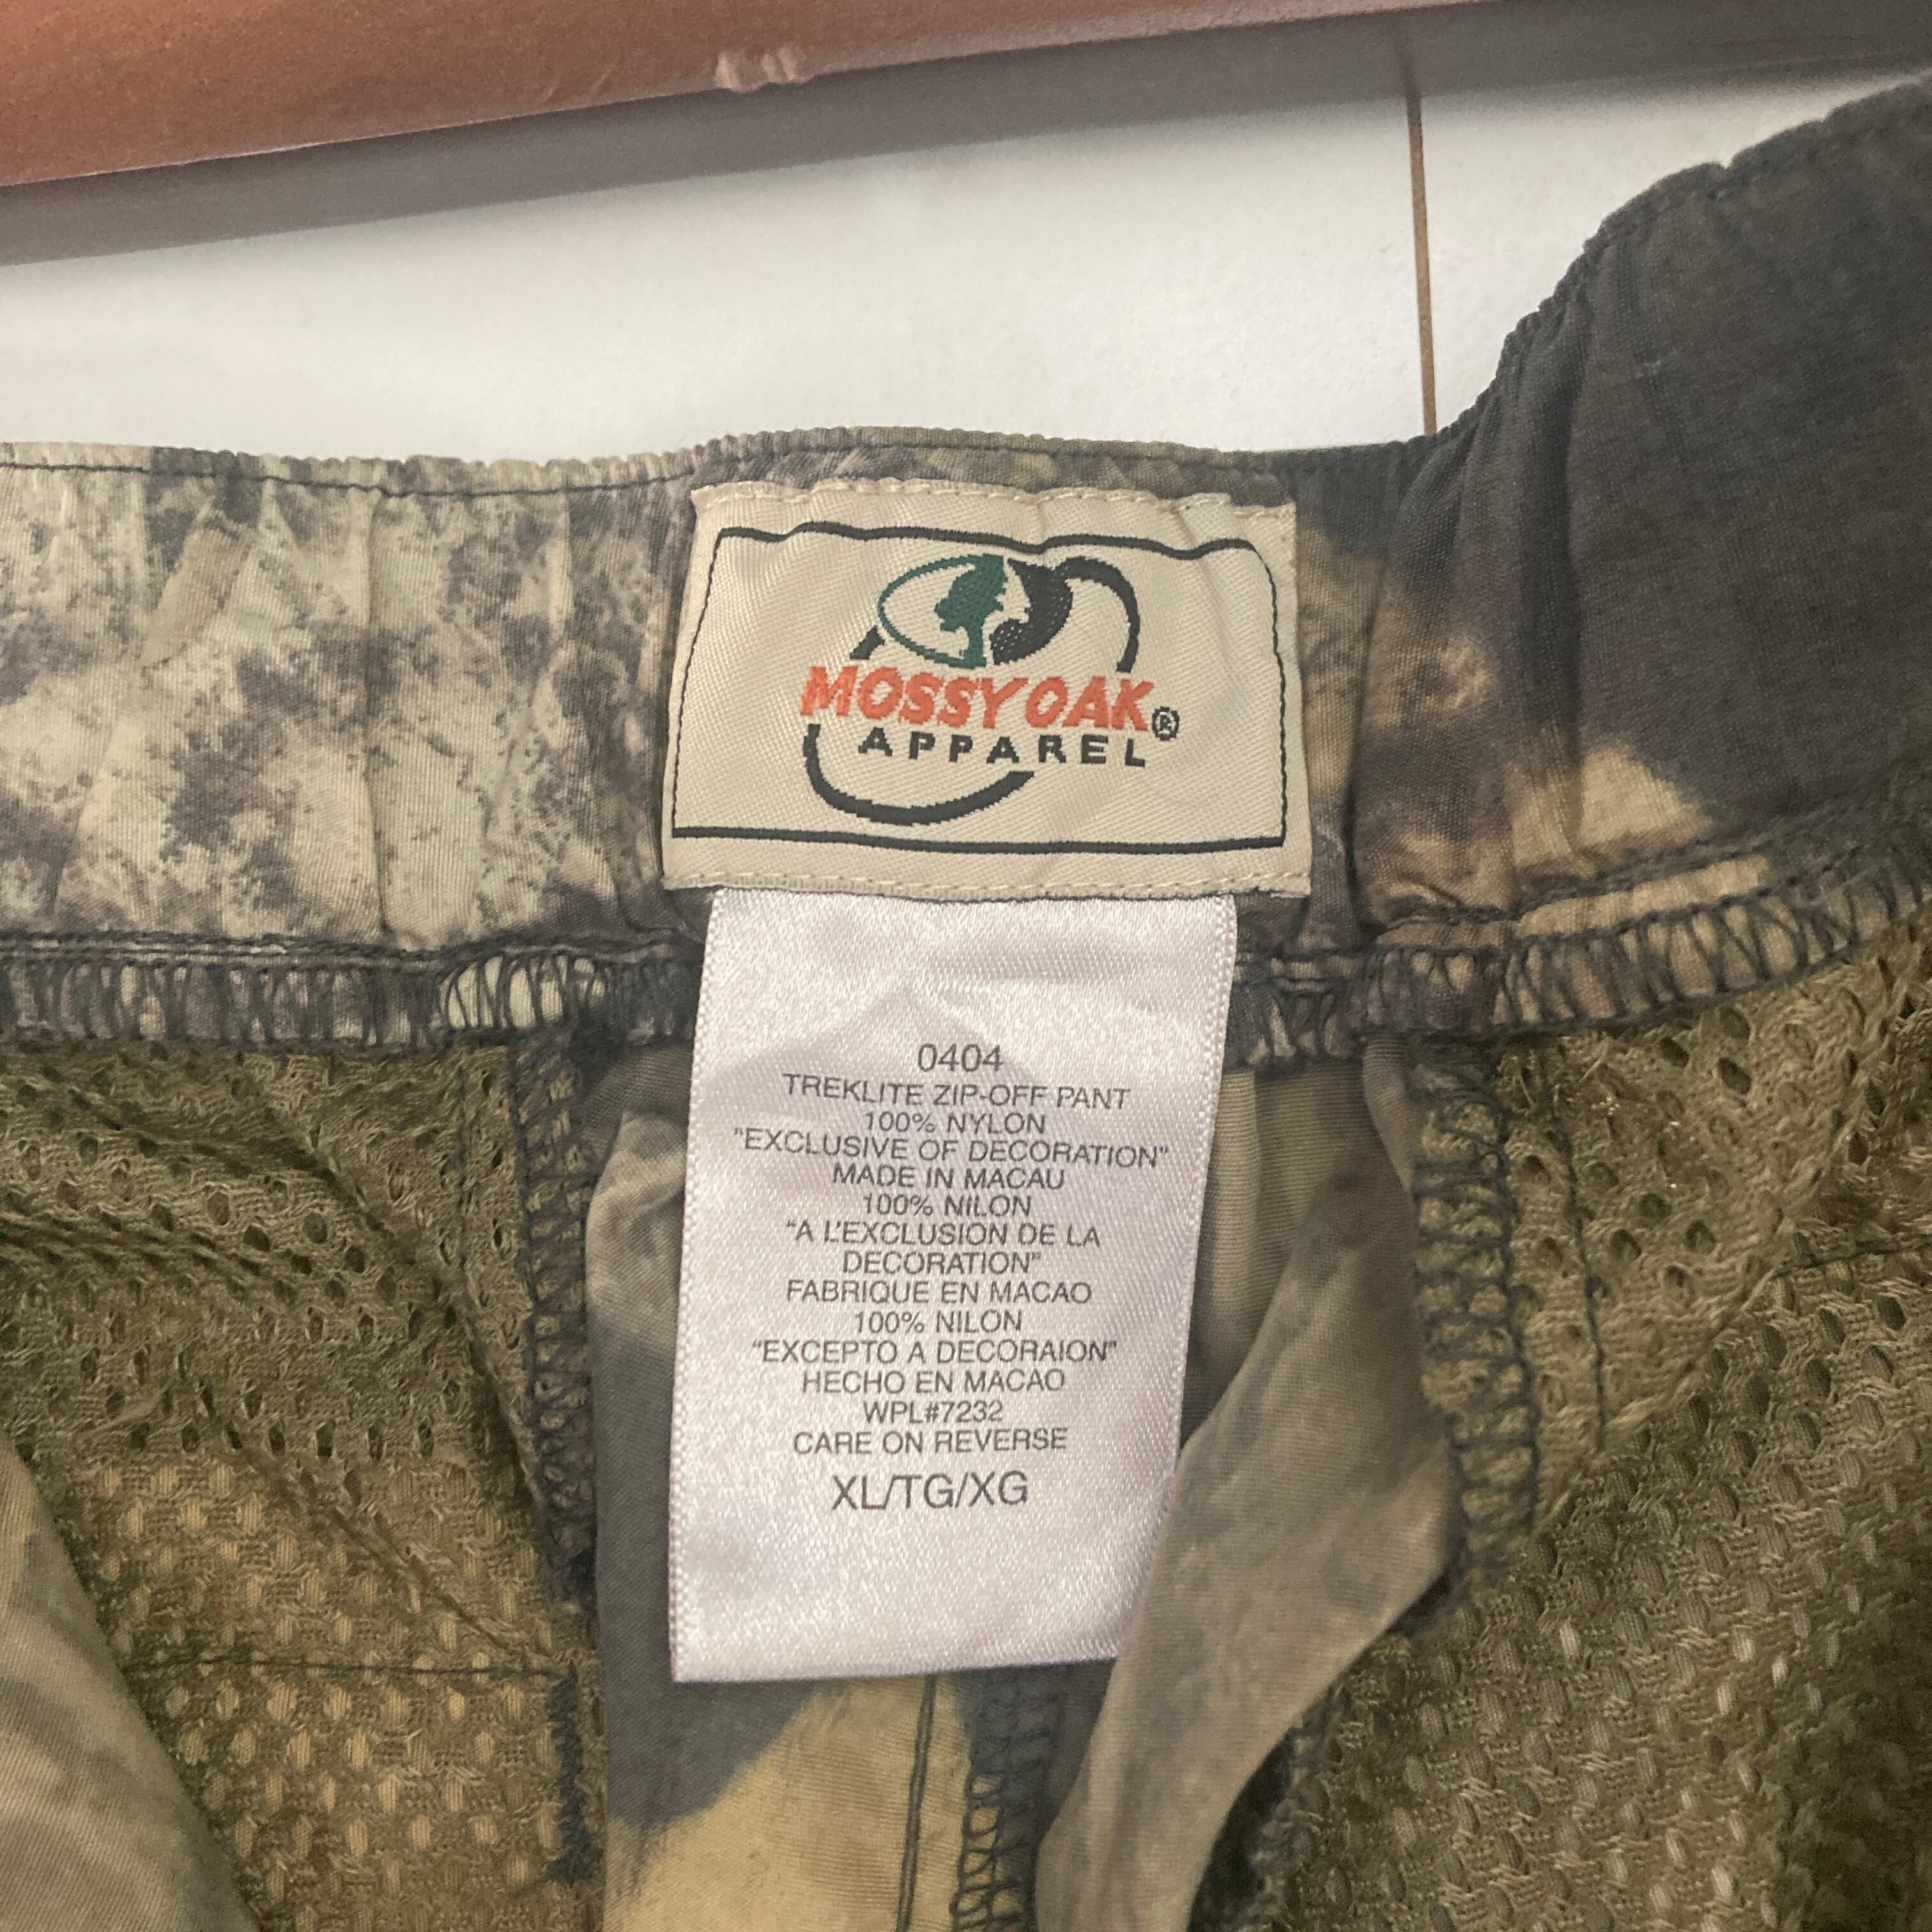 MOSSY OAK®
APPAREL
0404
TREKLITE ZIP-OFF PANT
100% NYLON
"EXCLUSIVE OF DECORATION"
MADE IN MACAU
100% NILON
"A L'EXCLUSION DE LA
DECORATION"
FABRIQUE EN MACAO
100% NILON
"EXCEPTO A DECORAION"
HECHO EN MACAO
WPL#7232
CARE ON REVERSE
XL/TG/XG